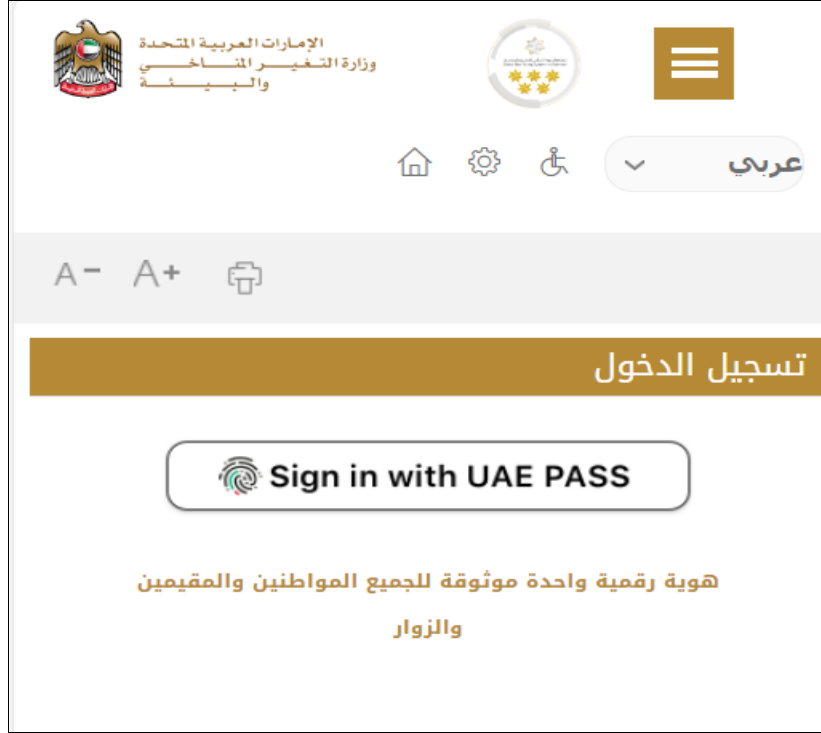 الإمارات العربية المتحدة
وزارة التغيير المناخي
والبيئة
عربي
A-
A+
تسجيل الدخول
Sign in with UAE PASS
هوية رقمية واحدة موثوقة للجميع المواطنين والمقيمين
والزوار